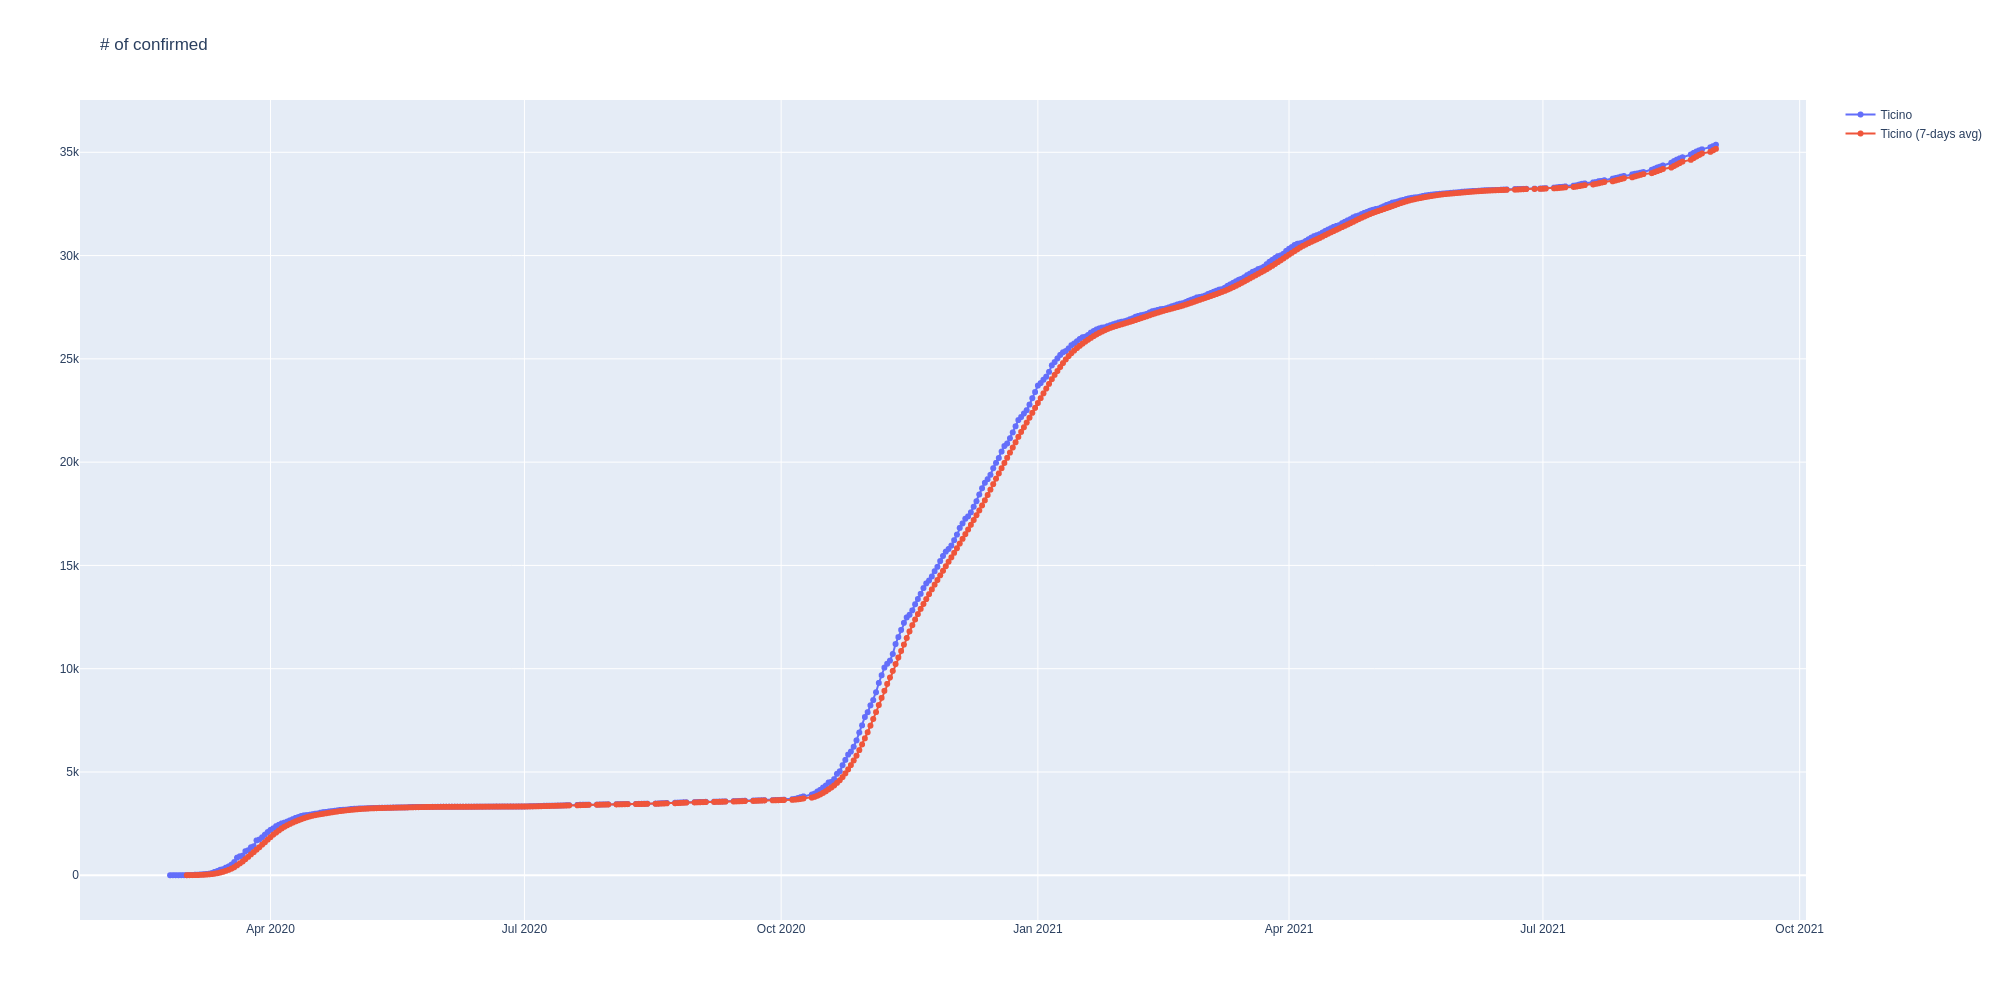 # of confirmed
Ticino
Ticino (7-days avg)
35k
30k
25k
20k
15k
10k
5k
0
Apr 2020
Jul 2020
Oct 2020
Jan 2021
Apr 2021
Jul 2021
Oct 2021